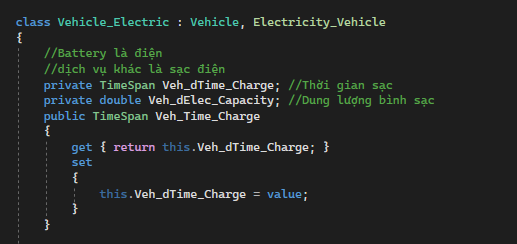 class Vehicle_Electric : Vehicle, Electricity_Vehicle
{
//Battery là điện
//dịch vụ khác là sạc điện
private TimeSpan Veh_dTime_Charge; //Thời gian sạc
private double Veh_dElec_Capacity; //Dung lượng bình sạc
public TimeSpan Veh_Time_Charge
{
get { return this.Veh_dTime_Charge; }
set
{
this.Veh_dTime_Charge = value;
}
}